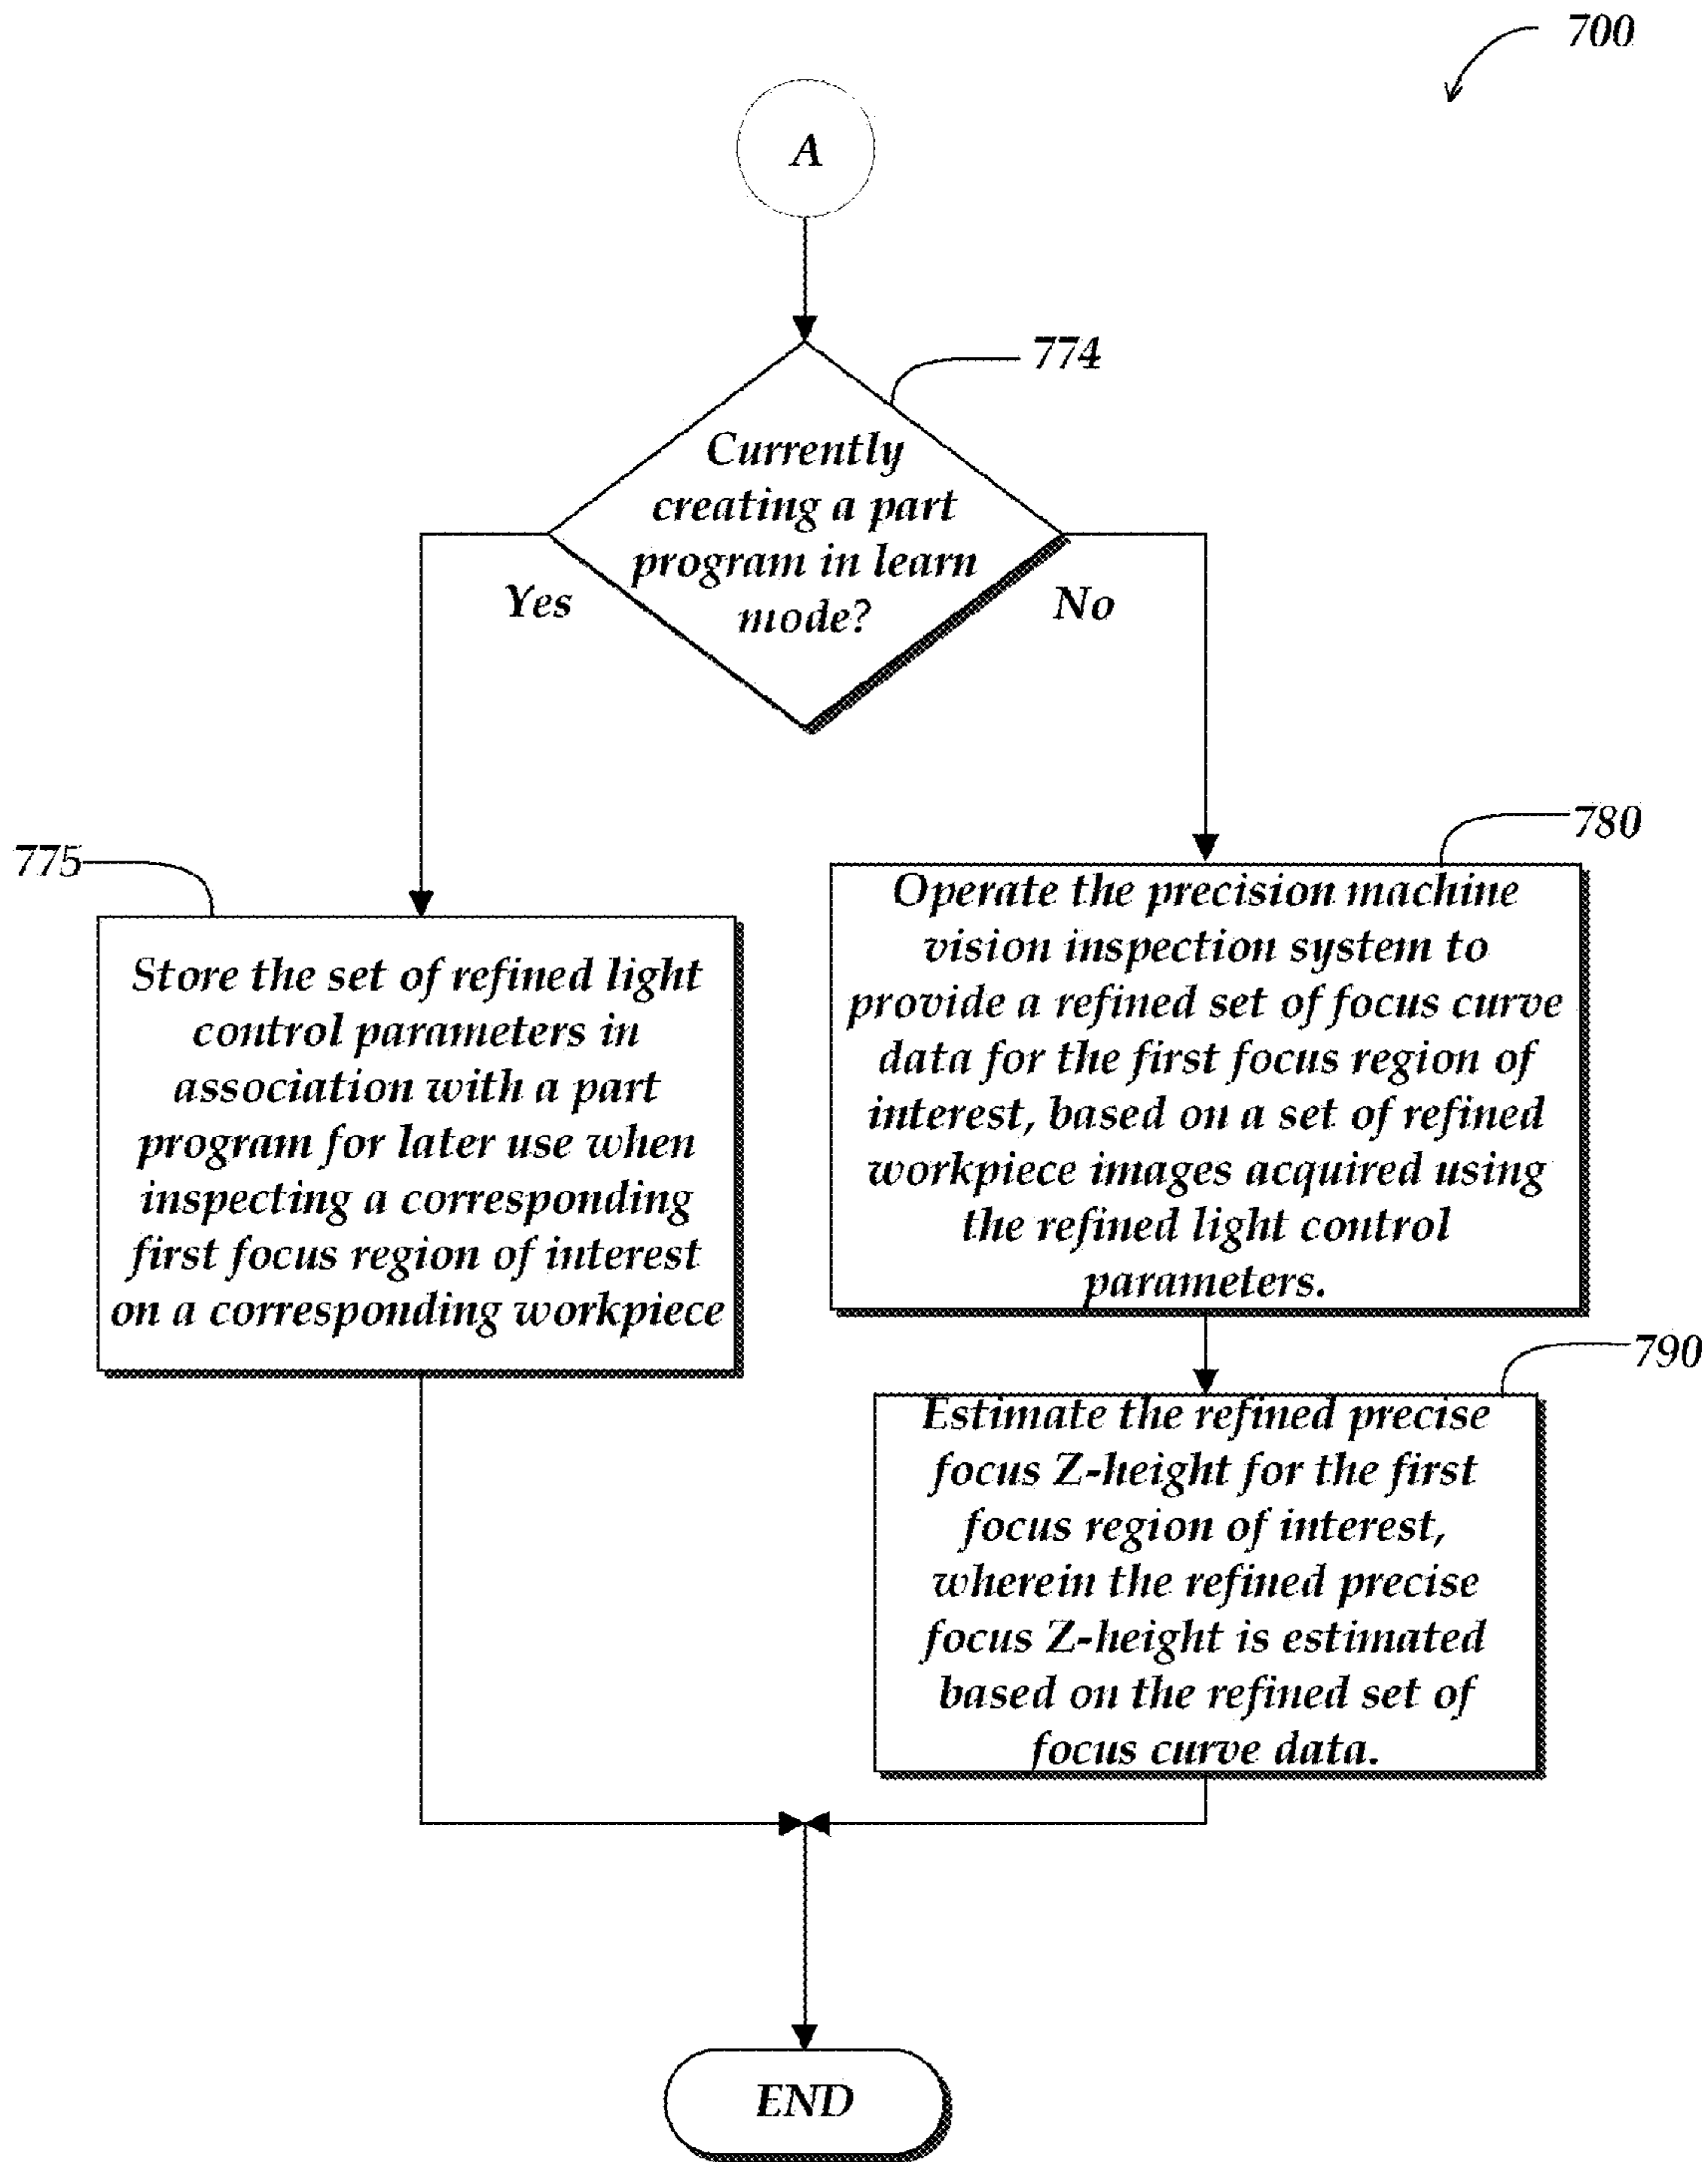 700
A
774
Currently
creating a part
program in learn
mode?
Yes
No
775
Store the set of refined light
control parameters in
association with a part
program for later use when
inspecting a corresponding
first focus region of interest
on a corresponding workpiece
780
Operate the precision machine
vision inspection system to
provide a refined set of focus curve
data for the first focus region of
interest, based on a set of refined
workpiece images acquired using
the refined light control
parameters.
790
Estimate the refined precise
focus Z-height for the first
focus region of interest,
wherein the refined precise
focus Z-height is estimated
based on the refined set of
focus curve data.
END